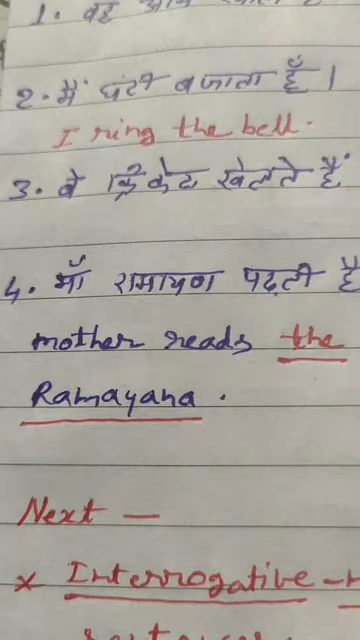 1. वह
2. मैं घंटी बजाता हूँ।
I ring the bell.
3. वे क्रिकेट खेलते हैं
4. माँ रामायण पढ़ती है
mother reads the
Ramayana.
Next —
× Interrogative -